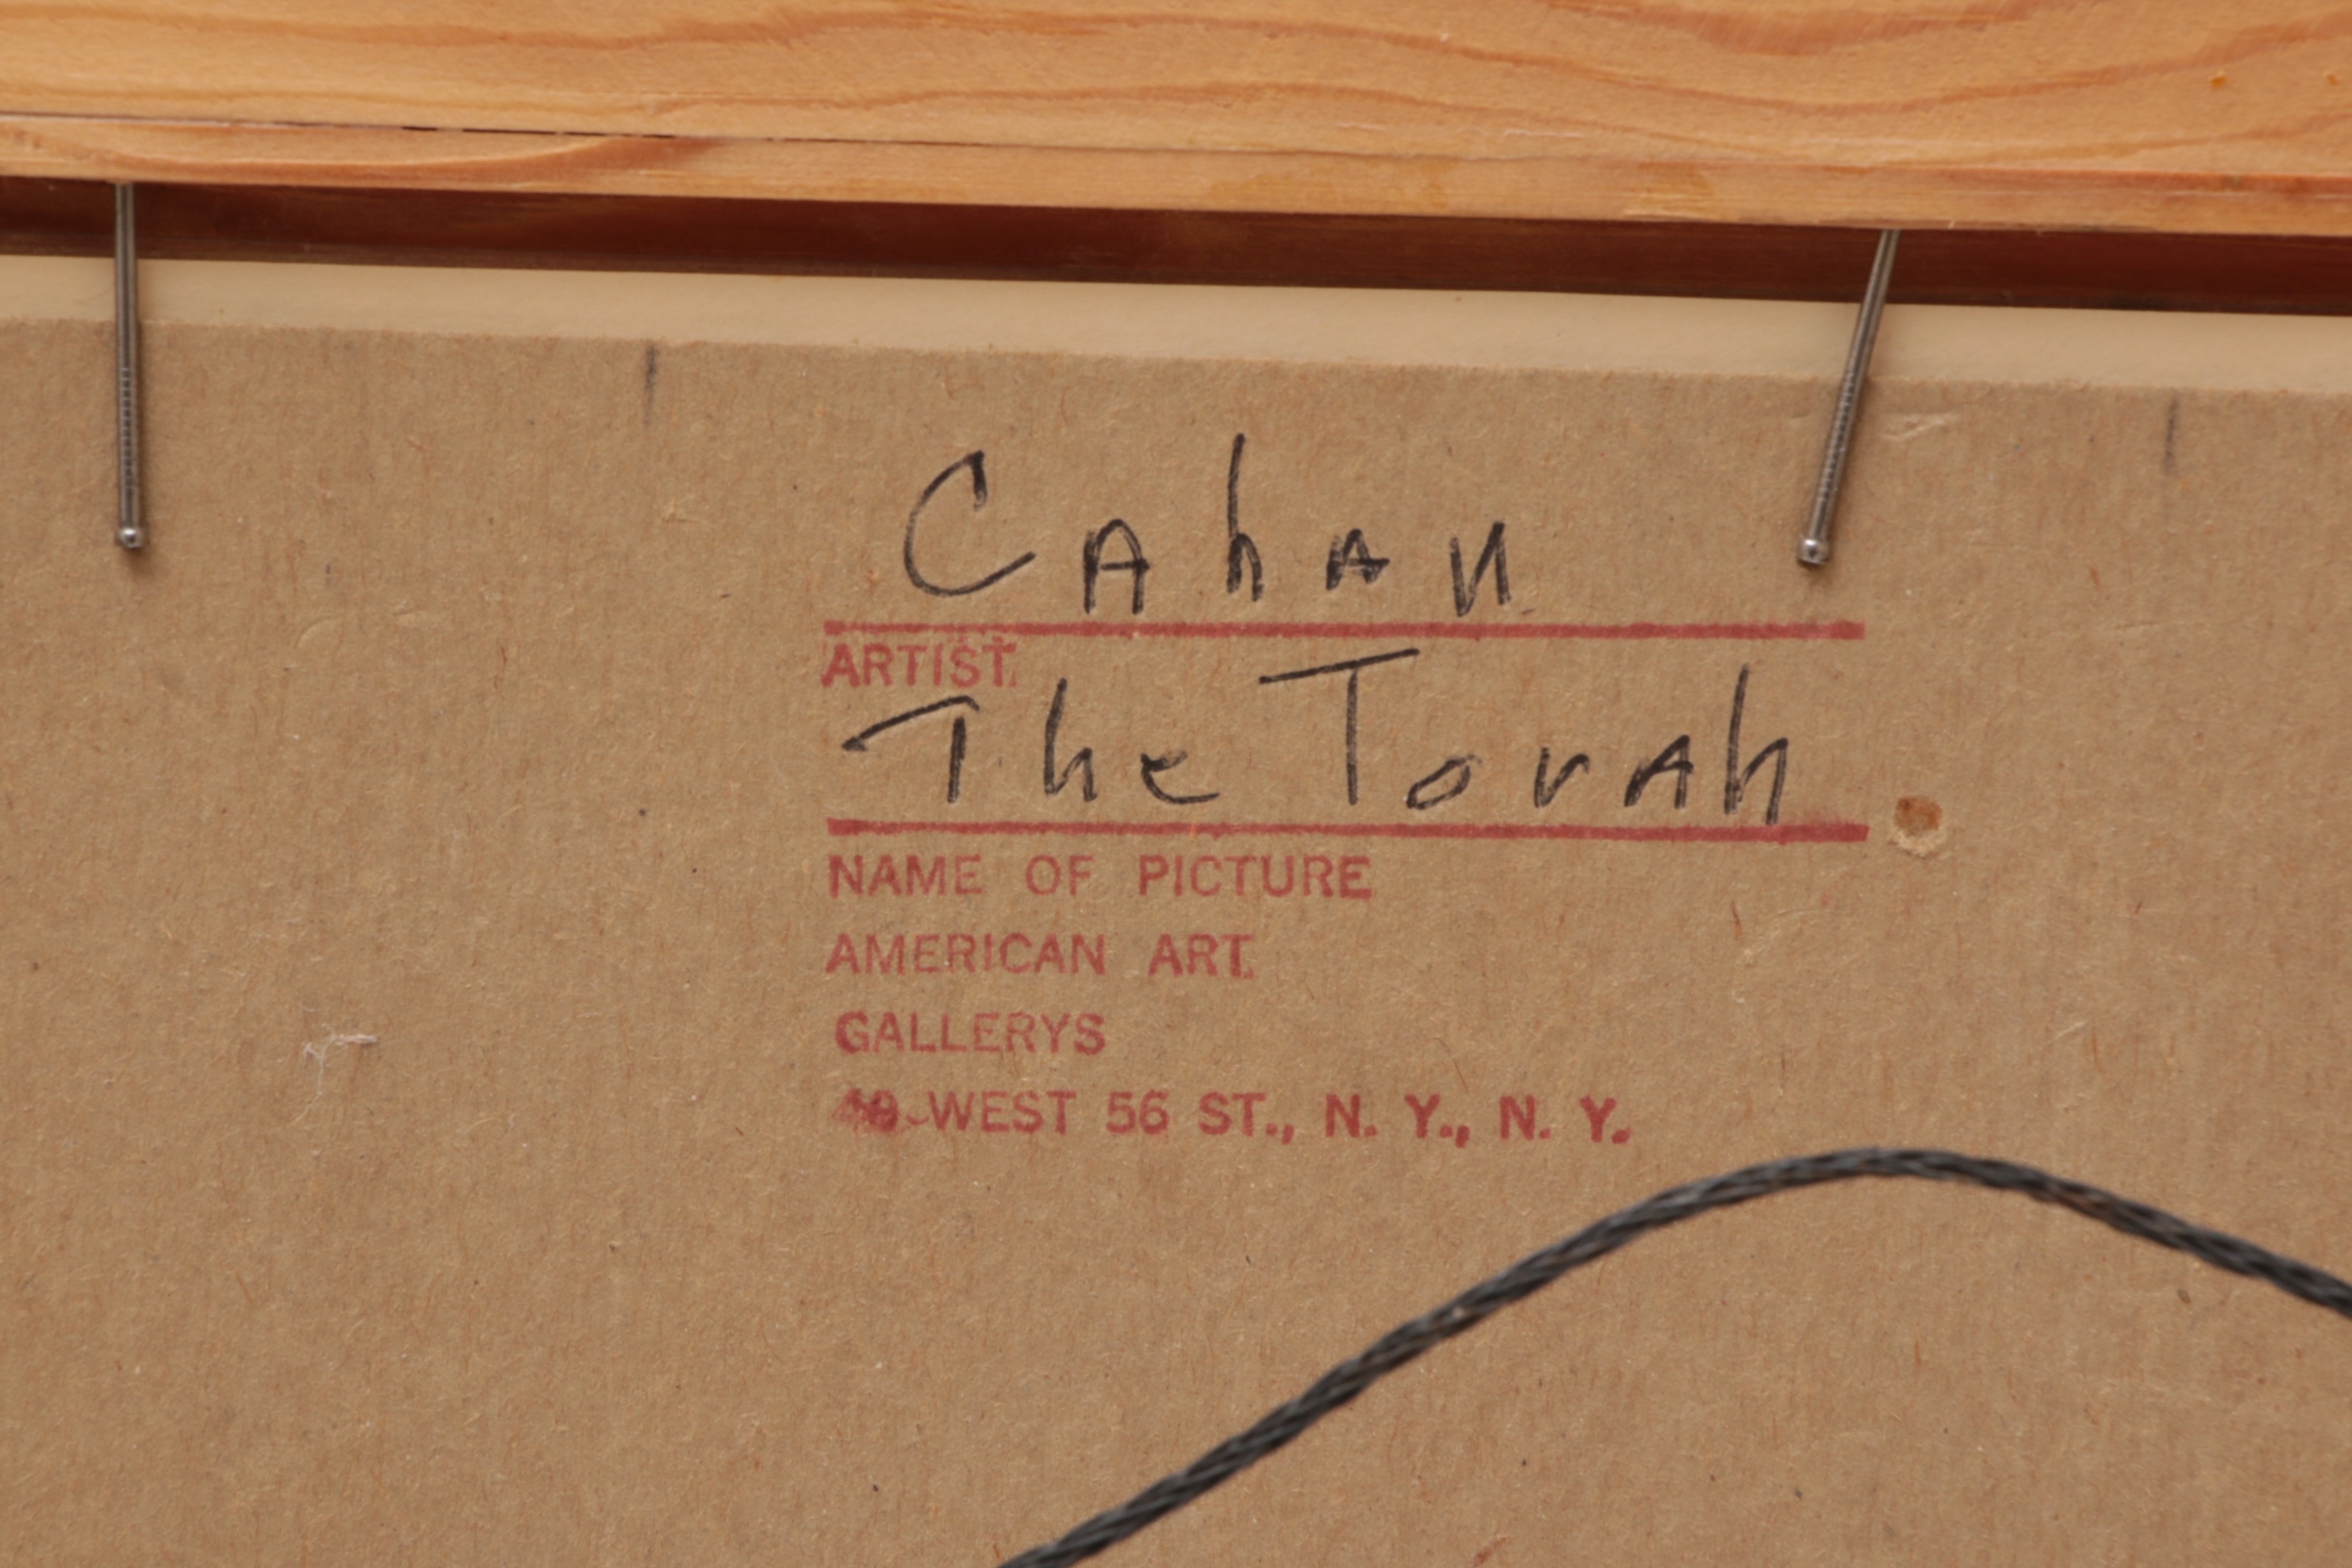 Cahan
ARTIST
The Torah
NAME OF PICTURE
AMERICAN ART
GALLERYS
WEST 56 ST., N. Y., N. Y.